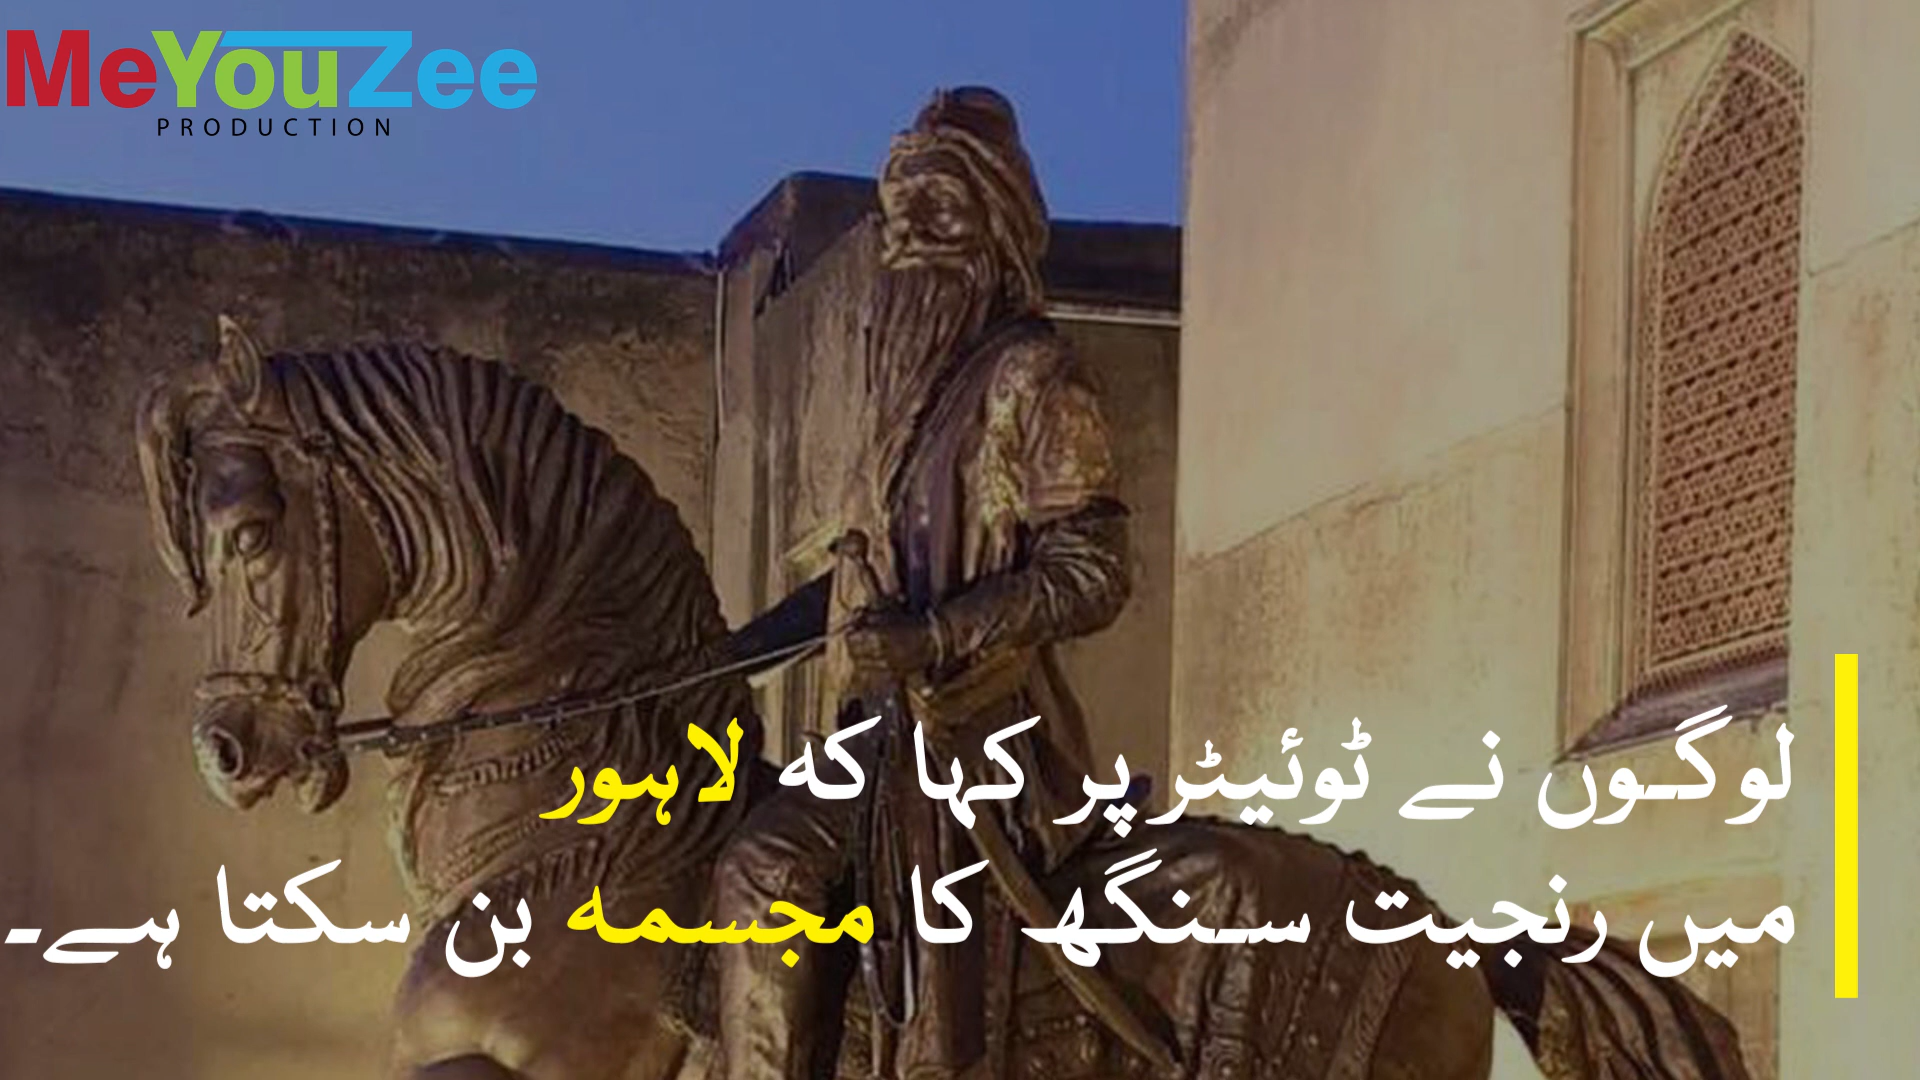 MeYouZee
PRODUCTION
لوگوں نے ٹوئیٹر پر کہا کہ لاہور
میں رنجیت سنگھ کا مجسمہ بن سکتا ہے۔